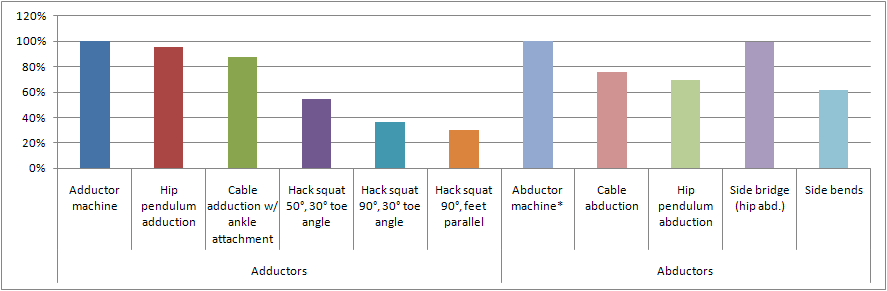 120%
100%
80%
60%
40%
20%
0%
Adductor
machine
Hip
pendulum
adduction
Cable
adduction w/
ankle
attachment
Hack squat
50°, 30° toe
angle
Hack squat
90°, 30° toe
angle
Hack squat
90°, feet
parallel
Abductor
machine*
Cable
abduction
Hip
pendulum
abduction
Side bridge
(hip abd.)
Side bends
Adductors
Abductors